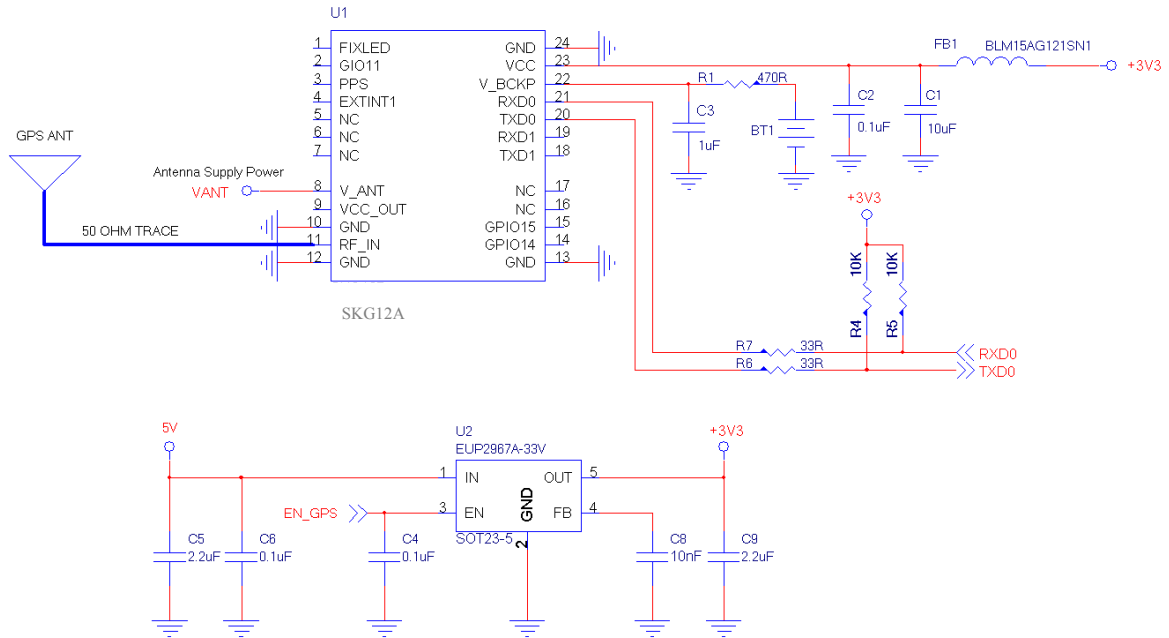 U1
1 FIXLED
2 GIO11
3 PPS
4 EXTINT1
5 NC
6 NC
7 NC
8 V_ANT
9 VCC_OUT
10 GND
11 RF_IN
12 GND
GND 24
VCC 23
V_BCKP 22
RXD0 21
TXD0 20
RXD1 19
TXD1 18
NC 17
NC 16
GPIO15 15
GPIO14 14
GND 13
SKG12A
GPS ANT
Antenna Supply Power
VANT
50 OHM TRACE
FB1 BLM15AG121SN1
+3V3
R1 470R
C3
1uF
BT1
C2
0.1uF
C1
10uF
+3V3
10K
10K
R4
R5
R7 33R
R6 33R
RXD0
TXD0
5V
U2
EUP2967A-33V
+3V3
1 IN
OUT 5
3 EN
FB 4
GND
2
SOT23-5
EN_GPS
C5
2.2uF
C6
0.1uF
C4
0.1uF
C8
10nF
C9
2.2uF